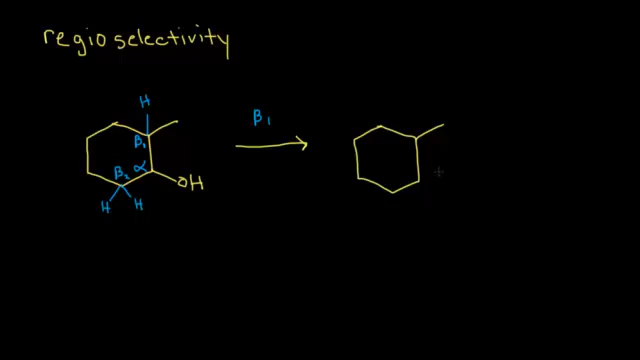 regioselectivity
H
β₁
β₁
β₂ α
OH
H H